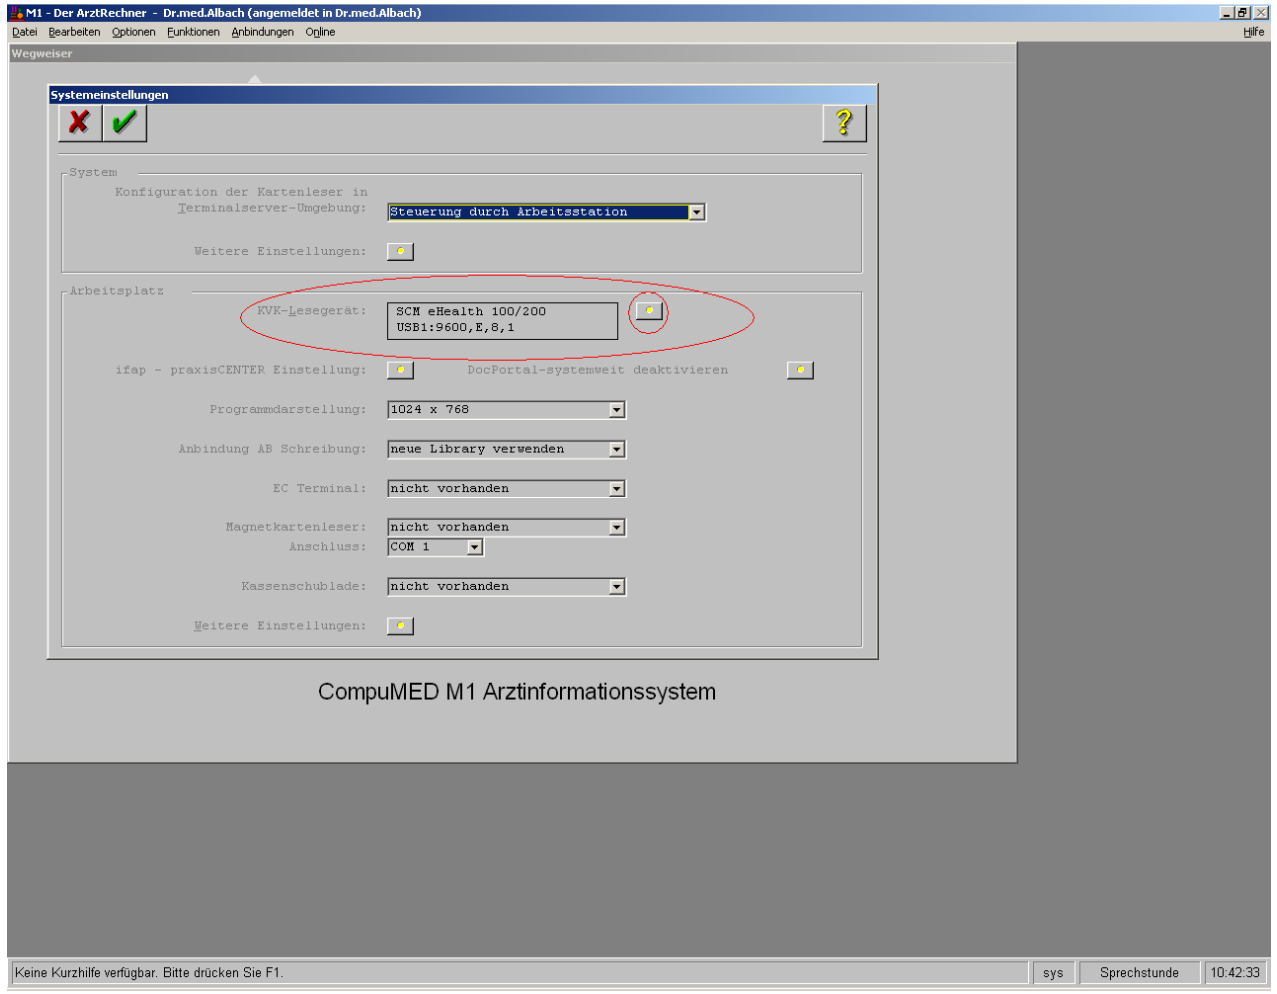 M1 - Der ArztRechner - Dr.med.Albach (angemeldet in Dr.med.Albach)
Datei Bearbeiten Optionen Funktionen Anbindungen Online Hilfe
Wegweiser
Systemeinstellungen
System
Konfiguration der Kartenleser in
Terminalserver-Umgebung: Steuerung durch Arbeitsstation
Weitere Einstellungen:
Arbeitsplatz
KVK-Lesegerät: SCM eHealth 100/200
USB1:9600,E,8,1
ifap - praxisCENTER Einstellung: DocPortal-systemweit deaktivieren
Programmdarstellung: 1024 x 768
Anbindung AB Schreibung: neue Library verwenden
EC Terminal: nicht vorhanden
Magnetkartenleser: nicht vorhanden
Anschluss: COM 1
Kassenschublade: nicht vorhanden
Weitere Einstellungen:
CompuMED M1 Arztinformationssystem
Keine Kurzhilfe verfügbar. Bitte drücken Sie F1. sys Sprechstunde 10:42:33